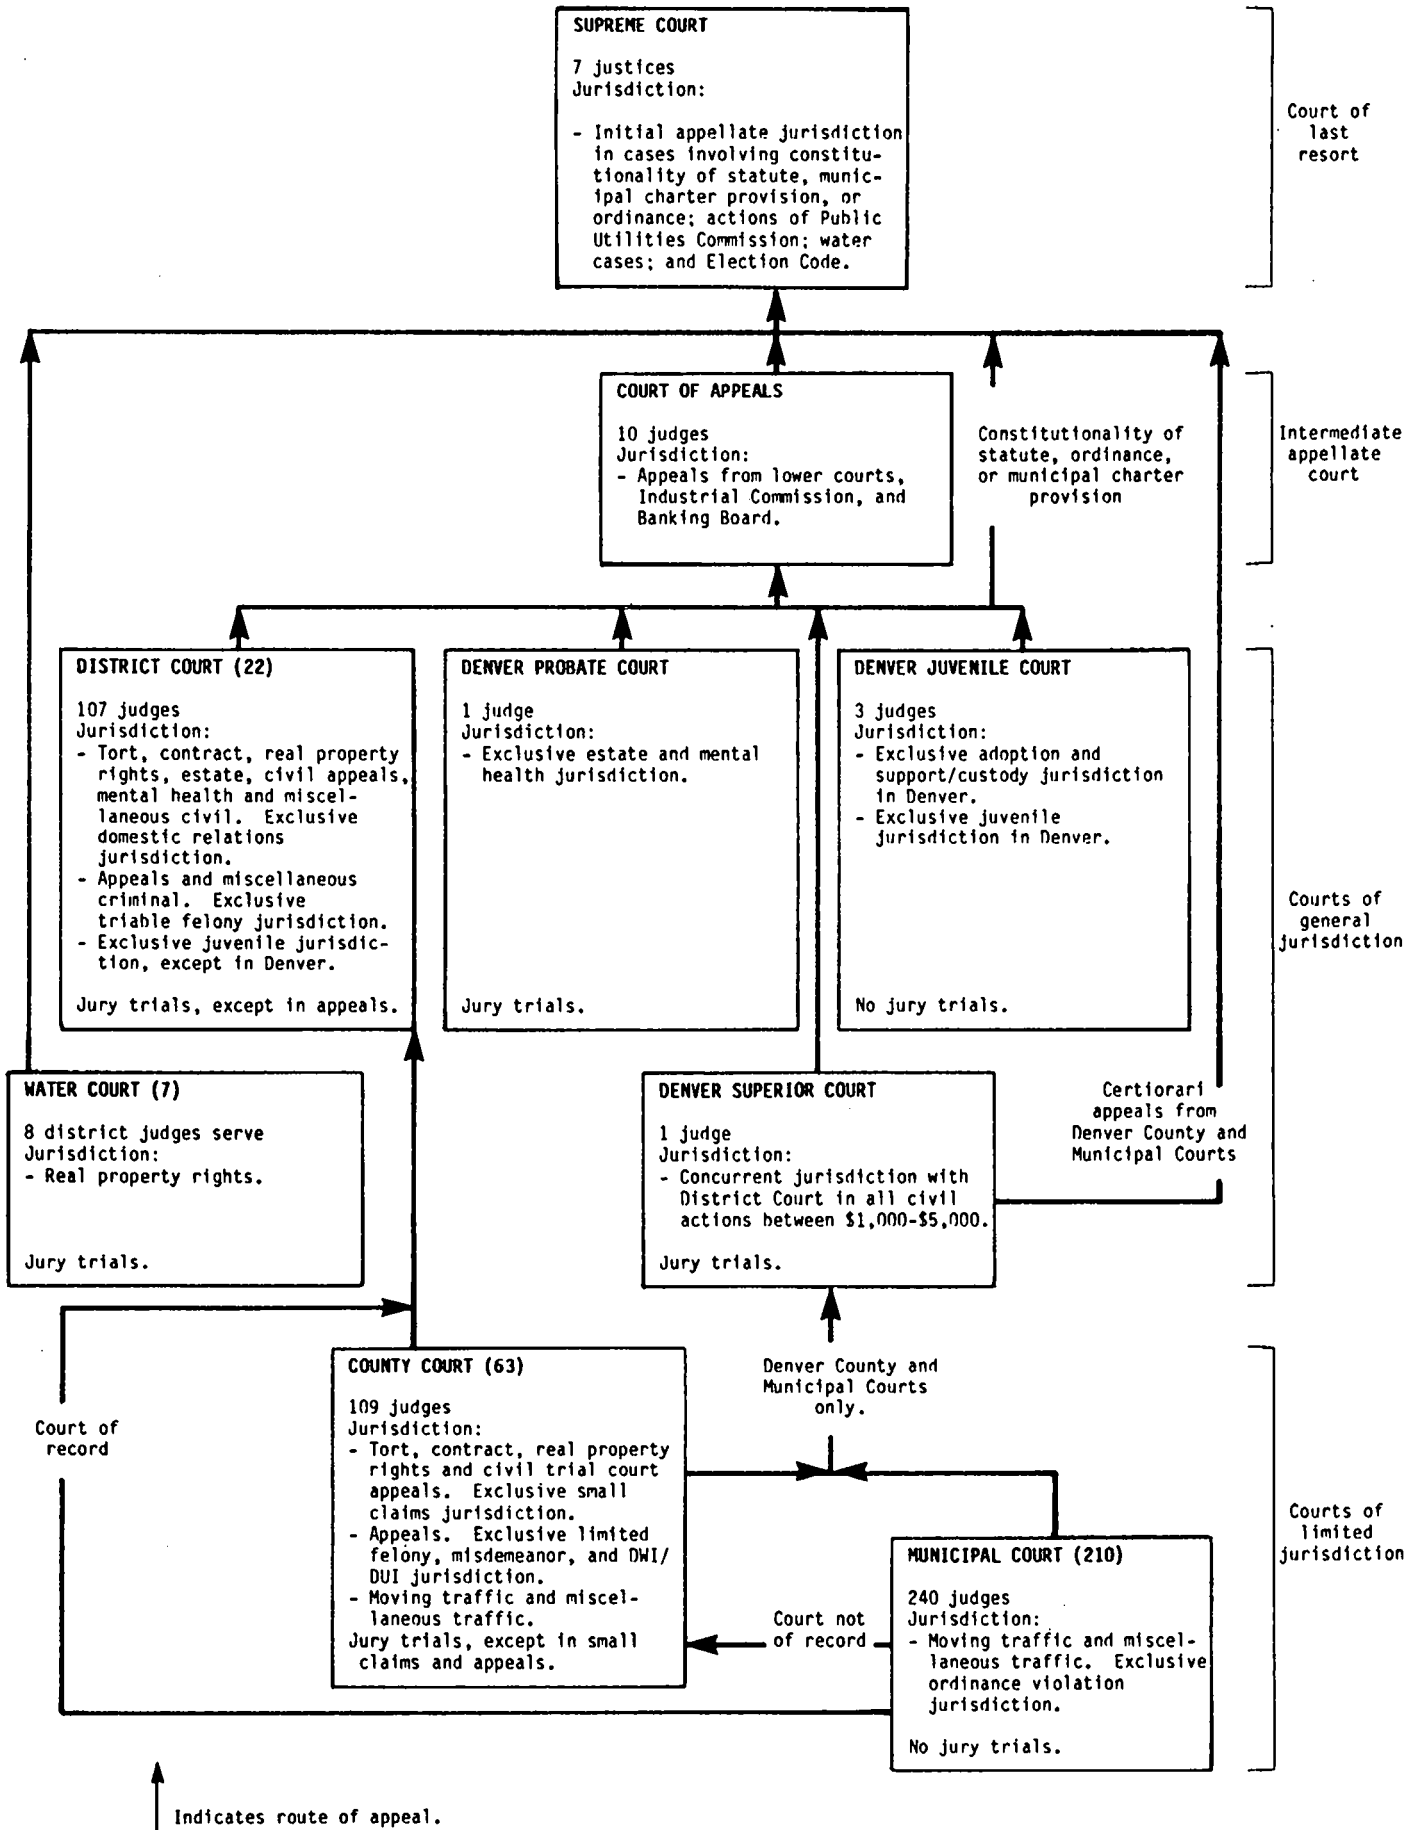 SUPREME COURT
7 justices
Jurisdiction:
- Initial appellate jurisdiction
in cases involving constitu-
tionality of statute, munic-
ipal charter provision, or
ordinance; actions of Public
Utilities Commission; water
cases; and Election Code.
Court of
last
resort
COURT OF APPEALS
10 judges
Jurisdiction:
- Appeals from lower courts,
Industrial Commission, and
Banking Board.
Constitutionality of
statute, ordinance,
or municipal charter
provision
Intermediate
appellate
court
DISTRICT COURT (22)
107 judges
Jurisdiction:
- Tort, contract, real property
rights, estate, civil appeals,
mental health and miscel-
laneous civil. Exclusive
domestic relations
jurisdiction.
- Appeals and miscellaneous
criminal. Exclusive
triable felony jurisdiction.
- Exclusive juvenile jurisdic-
tion, except in Denver.
Jury trials, except in appeals.
DENVER PROBATE COURT
1 judge
Jurisdiction:
- Exclusive estate and mental
health jurisdiction.
Jury trials.
DENVER JUVENILE COURT
3 judges
Jurisdiction:
- Exclusive adoption and
support/custody jurisdiction
in Denver.
- Exclusive juvenile
jurisdiction in Denver.
No jury trials.
Courts of
general
jurisdiction
WATER COURT (7)
8 district judges serve
Jurisdiction:
- Real property rights.
Jury trials.
DENVER SUPERIOR COURT
1 judge
Jurisdiction:
- Concurrent jurisdiction with
District Court in all civil
actions between $1,000-$5,000.
Jury trials.
Certiorari
appeals from
Denver County and
Municipal Courts
Court of
record
COUNTY COURT (63)
109 judges
Jurisdiction:
- Tort, contract, real property
rights and civil trial court
appeals. Exclusive small
claims jurisdiction.
- Appeals. Exclusive limited
felony, misdemeanor, and DWI/
DUI jurisdiction.
- Moving traffic and miscel-
laneous traffic.
Jury trials, except in small
claims and appeals.
Denver County and
Municipal Courts
only.
Court not
of record
MUNICIPAL COURT (210)
240 judges
Jurisdiction:
- Moving traffic and miscel-
laneous traffic. Exclusive
ordinance violation
jurisdiction.
No jury trials.
Courts of
limited
jurisdiction
Indicates route of appeal.